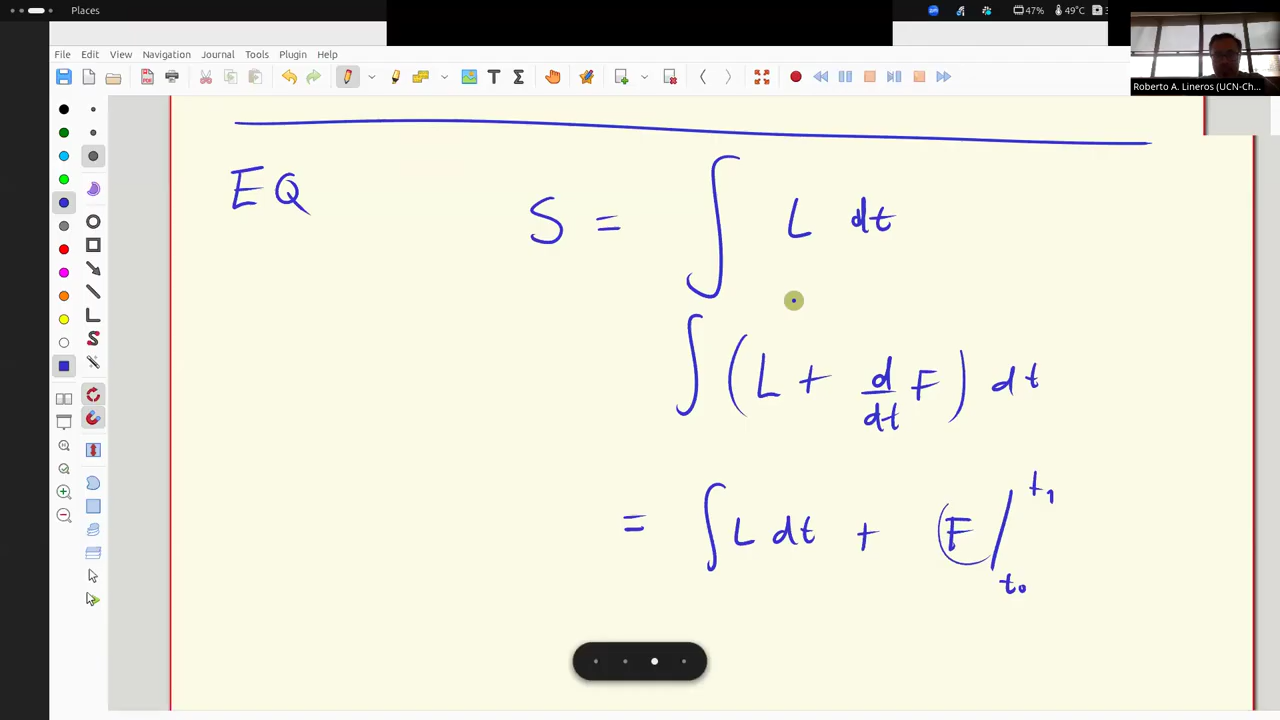 Places
47%
49°C
File Edit View Navigation Journal Tools Plugin Help
Roberto A. Lineros (UCN-Ch...
EQ
S = ∫ L dt
∫ (L + d/dt F) dt
= ∫ L dt + (F |t₀ t₁